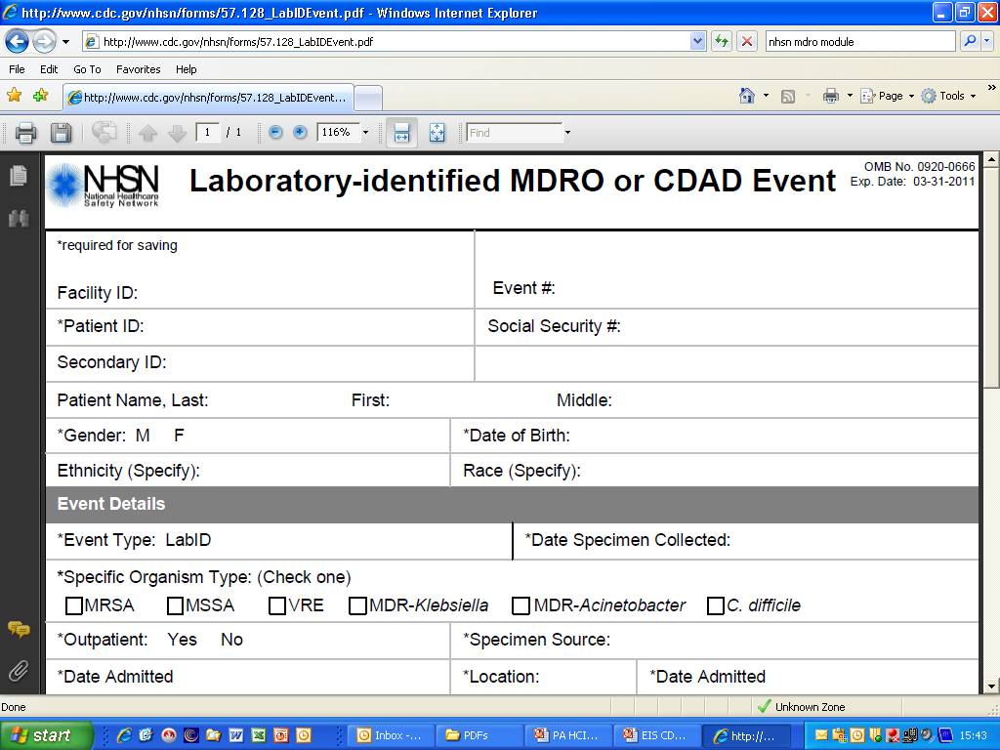 http://www.cdc.gov/nhsn/forms/57.128_LabIDEvent.pdf - Windows Internet Explorer
http://www.cdc.gov/nhsn/forms/57.128_LabIDEvent.pdf
nhsn mdro module
File Edit Go To Favorites Help
http://www.cdc.gov/nhsn/forms/57.128_LabIDEvent....
Page Tools
1 / 1 116% Find
NHSN
National Healthcare
Safety Network
Laboratory-identified MDRO or CDAD Event
OMB No. 0920-0666
Exp. Date: 03-31-2011
*required for saving
Facility ID: Event #:
*Patient ID: Social Security #:
Secondary ID:
Patient Name, Last: First: Middle:
*Gender: M F *Date of Birth:
Ethnicity (Specify): Race (Specify):
Event Details
*Event Type: LabID *Date Specimen Collected:
*Specific Organism Type: (Check one)
MRSA MSSA VRE MDR-Klebsiella MDR-Acinetobacter C. difficile
*Outpatient: Yes No *Specimen Source:
*Date Admitted *Location: *Date Admitted
Done Unknown Zone
start Inbox -... PDFs PA HCI... EIS CD... http://... 15:43